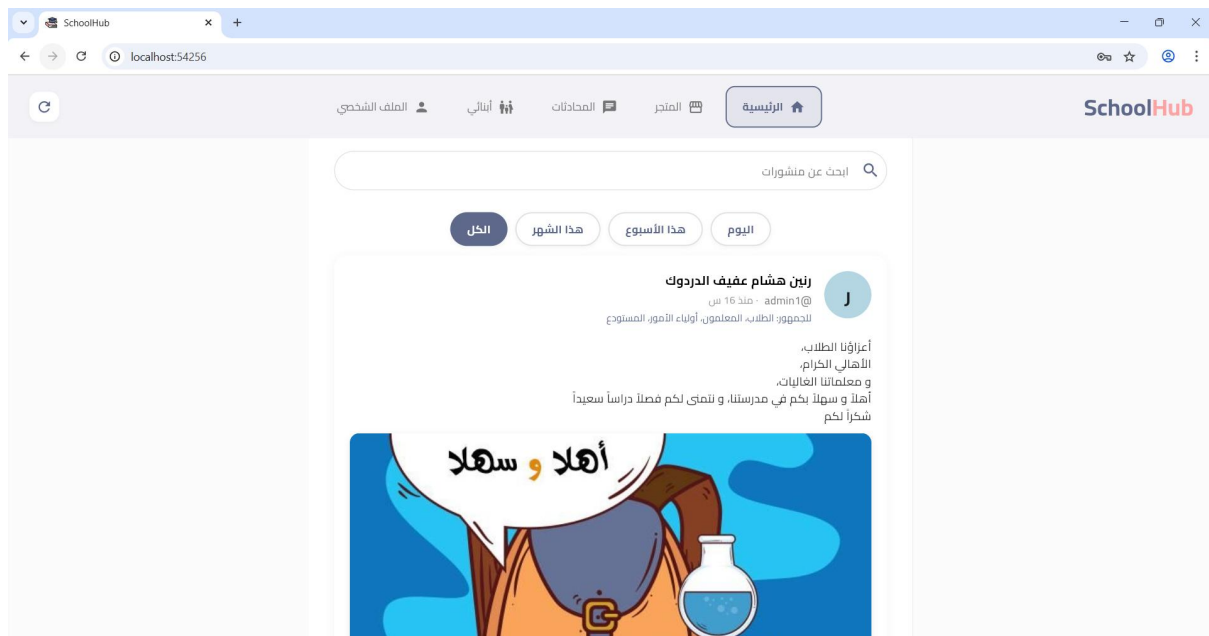 SchoolHub
localhost:54256
SchoolHub
الرئيسية
المتجر
المحادثات
أبنائي
الملف الشخصي
ابحث عن منشورات
اليوم
هذا الأسبوع
هذا الشهر
الكل
ر
رنين هشام عفيف الدردوك
@admin1 · منذ 16 س
للجمهور: الطلاب، المعلمون، أولياء الأمور، المستودع
أعزاؤنا الطلاب،
الأهالي الكرام،
و معلماتنا الغاليات،
أهلاً و سهلاً بكم في مدرستنا، و نتمنى لكم فصلاً دراساً سعيداً
شكراً لكم
أهلا و سهلا